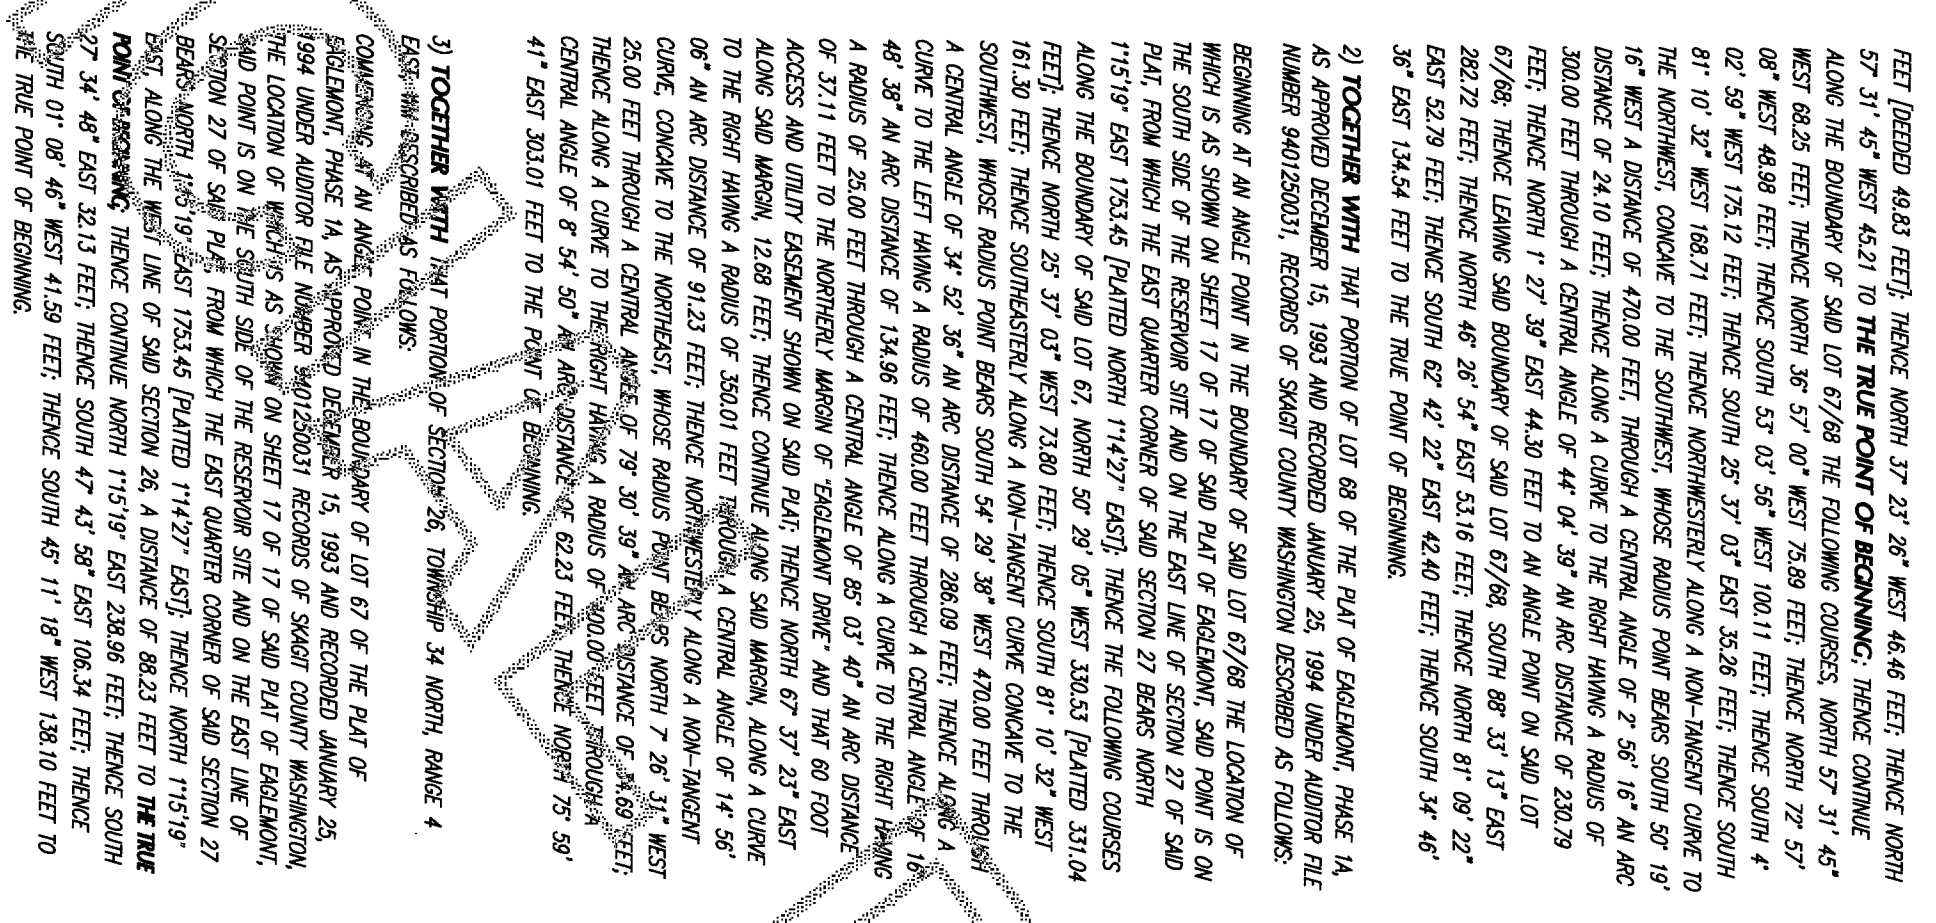 FEET [DEEDED 49.83 FEET]; THENCE NORTH 37° 23' 26" WEST 46.46 FEET; THENCE NORTH
57° 31' 45" WEST 45.21 TO THE TRUE POINT OF BEGINNING; THENCE CONTINUE
ALONG THE BOUNDARY OF SAID LOT 67/68 THE FOLLOWING COURSES, NORTH 57° 31' 45"
WEST 68.25 FEET, THENCE NORTH 36° 57' 00" WEST 75.89 FEET; THENCE NORTH 72° 57'
08" WEST 48.98 FEET; THENCE SOUTH 53° 03' 56" WEST 100.11 FEET; THENCE SOUTH 4°
02' 59" WEST 175.12 FEET; THENCE SOUTH 25° 37' 03" EAST 35.26 FEET; THENCE SOUTH
81° 10' 32" WEST 168.71 FEET; THENCE NORTHWESTERLY ALONG A NON-TANGENT CURVE TO
THE NORTHWEST, CONCAVE TO THE SOUTHWEST, WHOSE RADIUS POINT BEARS SOUTH 50° 19'
16" WEST A DISTANCE OF 470.00 FEET, THROUGH A CENTRAL ANGLE OF 2° 56' 16" AN ARC
DISTANCE OF 24.10 FEET; THENCE ALONG A CURVE TO THE RIGHT HAVING A RADIUS OF
300.00 FEET THROUGH A CENTRAL ANGLE OF 44° 04' 39" AN ARC DISTANCE OF 230.79
FEET; THENCE NORTH 1° 27' 39" EAST 44.30 FEET TO AN ANGLE POINT ON SAID LOT
67/68; THENCE LEAVING SAID BOUNDARY OF SAID LOT 67/68, SOUTH 88° 33' 13" EAST
282.72 FEET; THENCE NORTH 46° 26' 54" EAST 53.16 FEET; THENCE NORTH 81° 09' 22"
EAST 52.79 FEET; THENCE SOUTH 62° 42' 22" EAST 42.40 FEET; THENCE SOUTH 34° 46'
36" EAST 134.54 FEET TO THE TRUE POINT OF BEGINNING.
2) TOGETHER WITH THAT PORTION OF LOT 68 OF THE PLAT OF EAGLEMONT, PHASE 1A,
AS APPROVED DECEMBER 15, 1993 AND RECORDED JANUARY 25, 1994 UNDER AUDITOR FILE
NUMBER 9401250031, RECORDS OF SKAGIT COUNTY WASHINGTON DESCRIBED AS FOLLOWS:
BEGINNING AT AN ANGLE POINT IN THE BOUNDARY OF SAID LOT 67/68 THE LOCATION OF
WHICH IS AS SHOWN ON SHEET 17 OF 17 OF SAID PLAT OF EAGLEMONT, SAID POINT IS ON
THE SOUTH SIDE OF THE RESERVOIR SITE AND ON THE EAST LINE OF SECTION 27 OF SAID
PLAT, FROM WHICH THE EAST QUARTER CORNER OF SAID SECTION 27 BEARS NORTH
1°15'19" EAST 1753.45 [PLATTED NORTH 1°14'27" EAST]; THENCE THE FOLLOWING COURSES
ALONG THE BOUNDARY OF SAID LOT 67, NORTH 50° 29' 05" WEST 330.53 [PLATTED 331.04
FEET]; THENCE NORTH 25° 37' 03" WEST 73.80 FEET; THENCE SOUTH 81° 10' 32" WEST
161.30 FEET; THENCE SOUTHEASTERLY ALONG A NON-TANGENT CURVE CONCAVE TO THE
SOUTHWEST, WHOSE RADIUS POINT BEARS SOUTH 54° 29' 38" WEST 470.00 FEET THROUGH
A CENTRAL ANGLE OF 34° 52' 36" AN ARC DISTANCE OF 286.09 FEET; THENCE ALONG A
CURVE TO THE LEFT HAVING A RADIUS OF 460.00 FEET THROUGH A CENTRAL ANGLE OF 16°
48' 38" AN ARC DISTANCE OF 134.96 FEET; THENCE ALONG A CURVE TO THE RIGHT HAVING
A RADIUS OF 25.00 FEET THROUGH A CENTRAL ANGLE OF 85° 03' 40" AN ARC DISTANCE
OF 37.11 FEET TO THE NORTHERLY MARGIN OF "EAGLEMONT DRIVE" AND THAT 60 FOOT
ACCESS AND UTILITY EASEMENT SHOWN ON SAID PLAT; THENCE NORTH 67° 37' 23" EAST
ALONG SAID MARGIN, 12.68 FEET; THENCE CONTINUE ALONG SAID MARGIN, ALONG A CURVE
TO THE RIGHT HAVING A RADIUS OF 350.01 FEET THROUGH A CENTRAL ANGLE OF 14° 56'
06" AN ARC DISTANCE OF 91.23 FEET; THENCE NORTHWESTERLY ALONG A NON-TANGENT
CURVE, CONCAVE TO THE NORTHEAST, WHOSE RADIUS POINT BEARS NORTH 7° 26' 31" WEST
25.00 FEET THROUGH A CENTRAL ANGLE OF 79° 30' 39" AN ARC DISTANCE OF 34.69 FEET;
THENCE ALONG A CURVE TO THE RIGHT HAVING A RADIUS OF 400.00 FEET THROUGH A
CENTRAL ANGLE OF 8° 54' 50" AN ARC DISTANCE OF 62.23 FEET; THENCE NORTH 75° 59'
41" EAST 303.01 FEET TO THE POINT OF BEGINNING.
3) TOGETHER WITH THAT PORTION OF SECTION 26, TOWNSHIP 34 NORTH, RANGE 4
EAST, WM DESCRIBED AS FOLLOWS:
COMMENCING AT AN ANGLE POINT IN THE BOUNDARY OF LOT 67 OF THE PLAT OF
EAGLEMONT, PHASE 1A, AS APPROVED DECEMBER 15, 1993 AND RECORDED JANUARY 25,
1994 UNDER AUDITOR FILE NUMBER 9401250031 RECORDS OF SKAGIT COUNTY WASHINGTON,
THE LOCATION OF WHICH IS AS SHOWN ON SHEET 17 OF 17 OF SAID PLAT OF EAGLEMONT,
SAID POINT IS ON THE SOUTH SIDE OF THE RESERVOIR SITE AND ON THE EAST LINE OF
SECTION 27 OF SAID PLAT, FROM WHICH THE EAST QUARTER CORNER OF SAID SECTION 27
BEARS NORTH 1°15'19" EAST 1753.45 [PLATTED 1°14'27" EAST]; THENCE NORTH 1°15'19"
EAST, ALONG THE WEST LINE OF SAID SECTION 26, A DISTANCE OF 88.23 FEET TO THE TRUE
POINT OF BEGINNING; THENCE CONTINUE NORTH 1°15'19" EAST 238.96 FEET; THENCE SOUTH
27° 34' 48" EAST 32.13 FEET; THENCE SOUTH 47° 43' 58" EAST 106.34 FEET; THENCE
SOUTH 01° 08' 46" WEST 41.59 FEET; THENCE SOUTH 45° 11' 18" WEST 138.10 FEET TO
THE TRUE POINT OF BEGINNING.